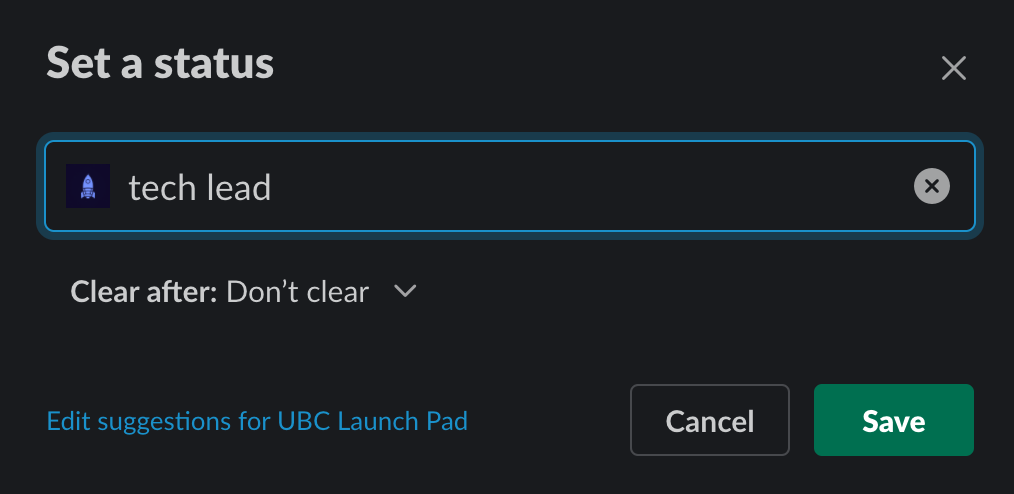 Set a status
tech lead
Clear after: Don’t clear
Edit suggestions for UBC Launch Pad
Cancel
Save